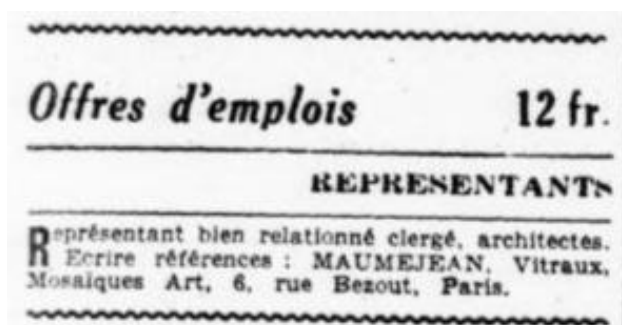 Offres d'emplois 12 fr.
REPRESENTANTS
Représentant bien relationné clergé, architectes.
Ecrire références : MAUMEJEAN, Vitraux,
Mosaïques Art, 6, rue Bezout, Paris.